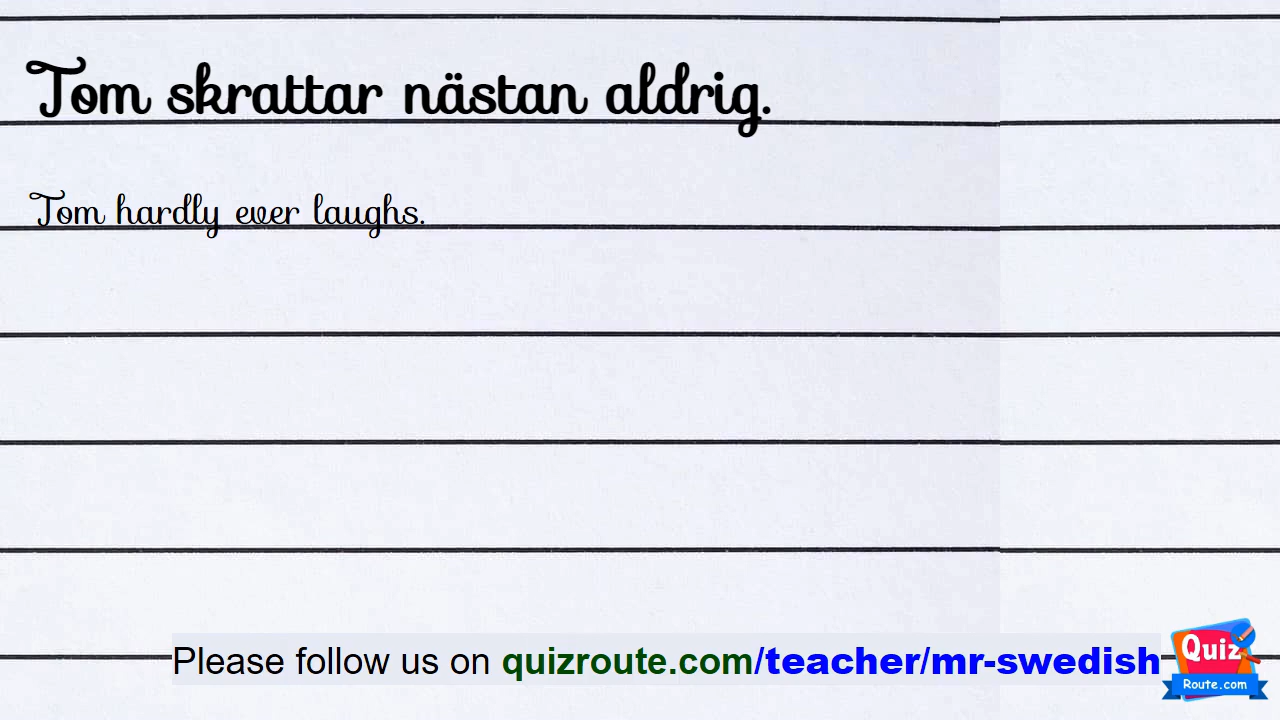 Tom skrattar nästan aldrig.
Tom hardly ever laughs.
Please follow us on quizroute.com/teacher/mr-swedish
Quiz
Route.com